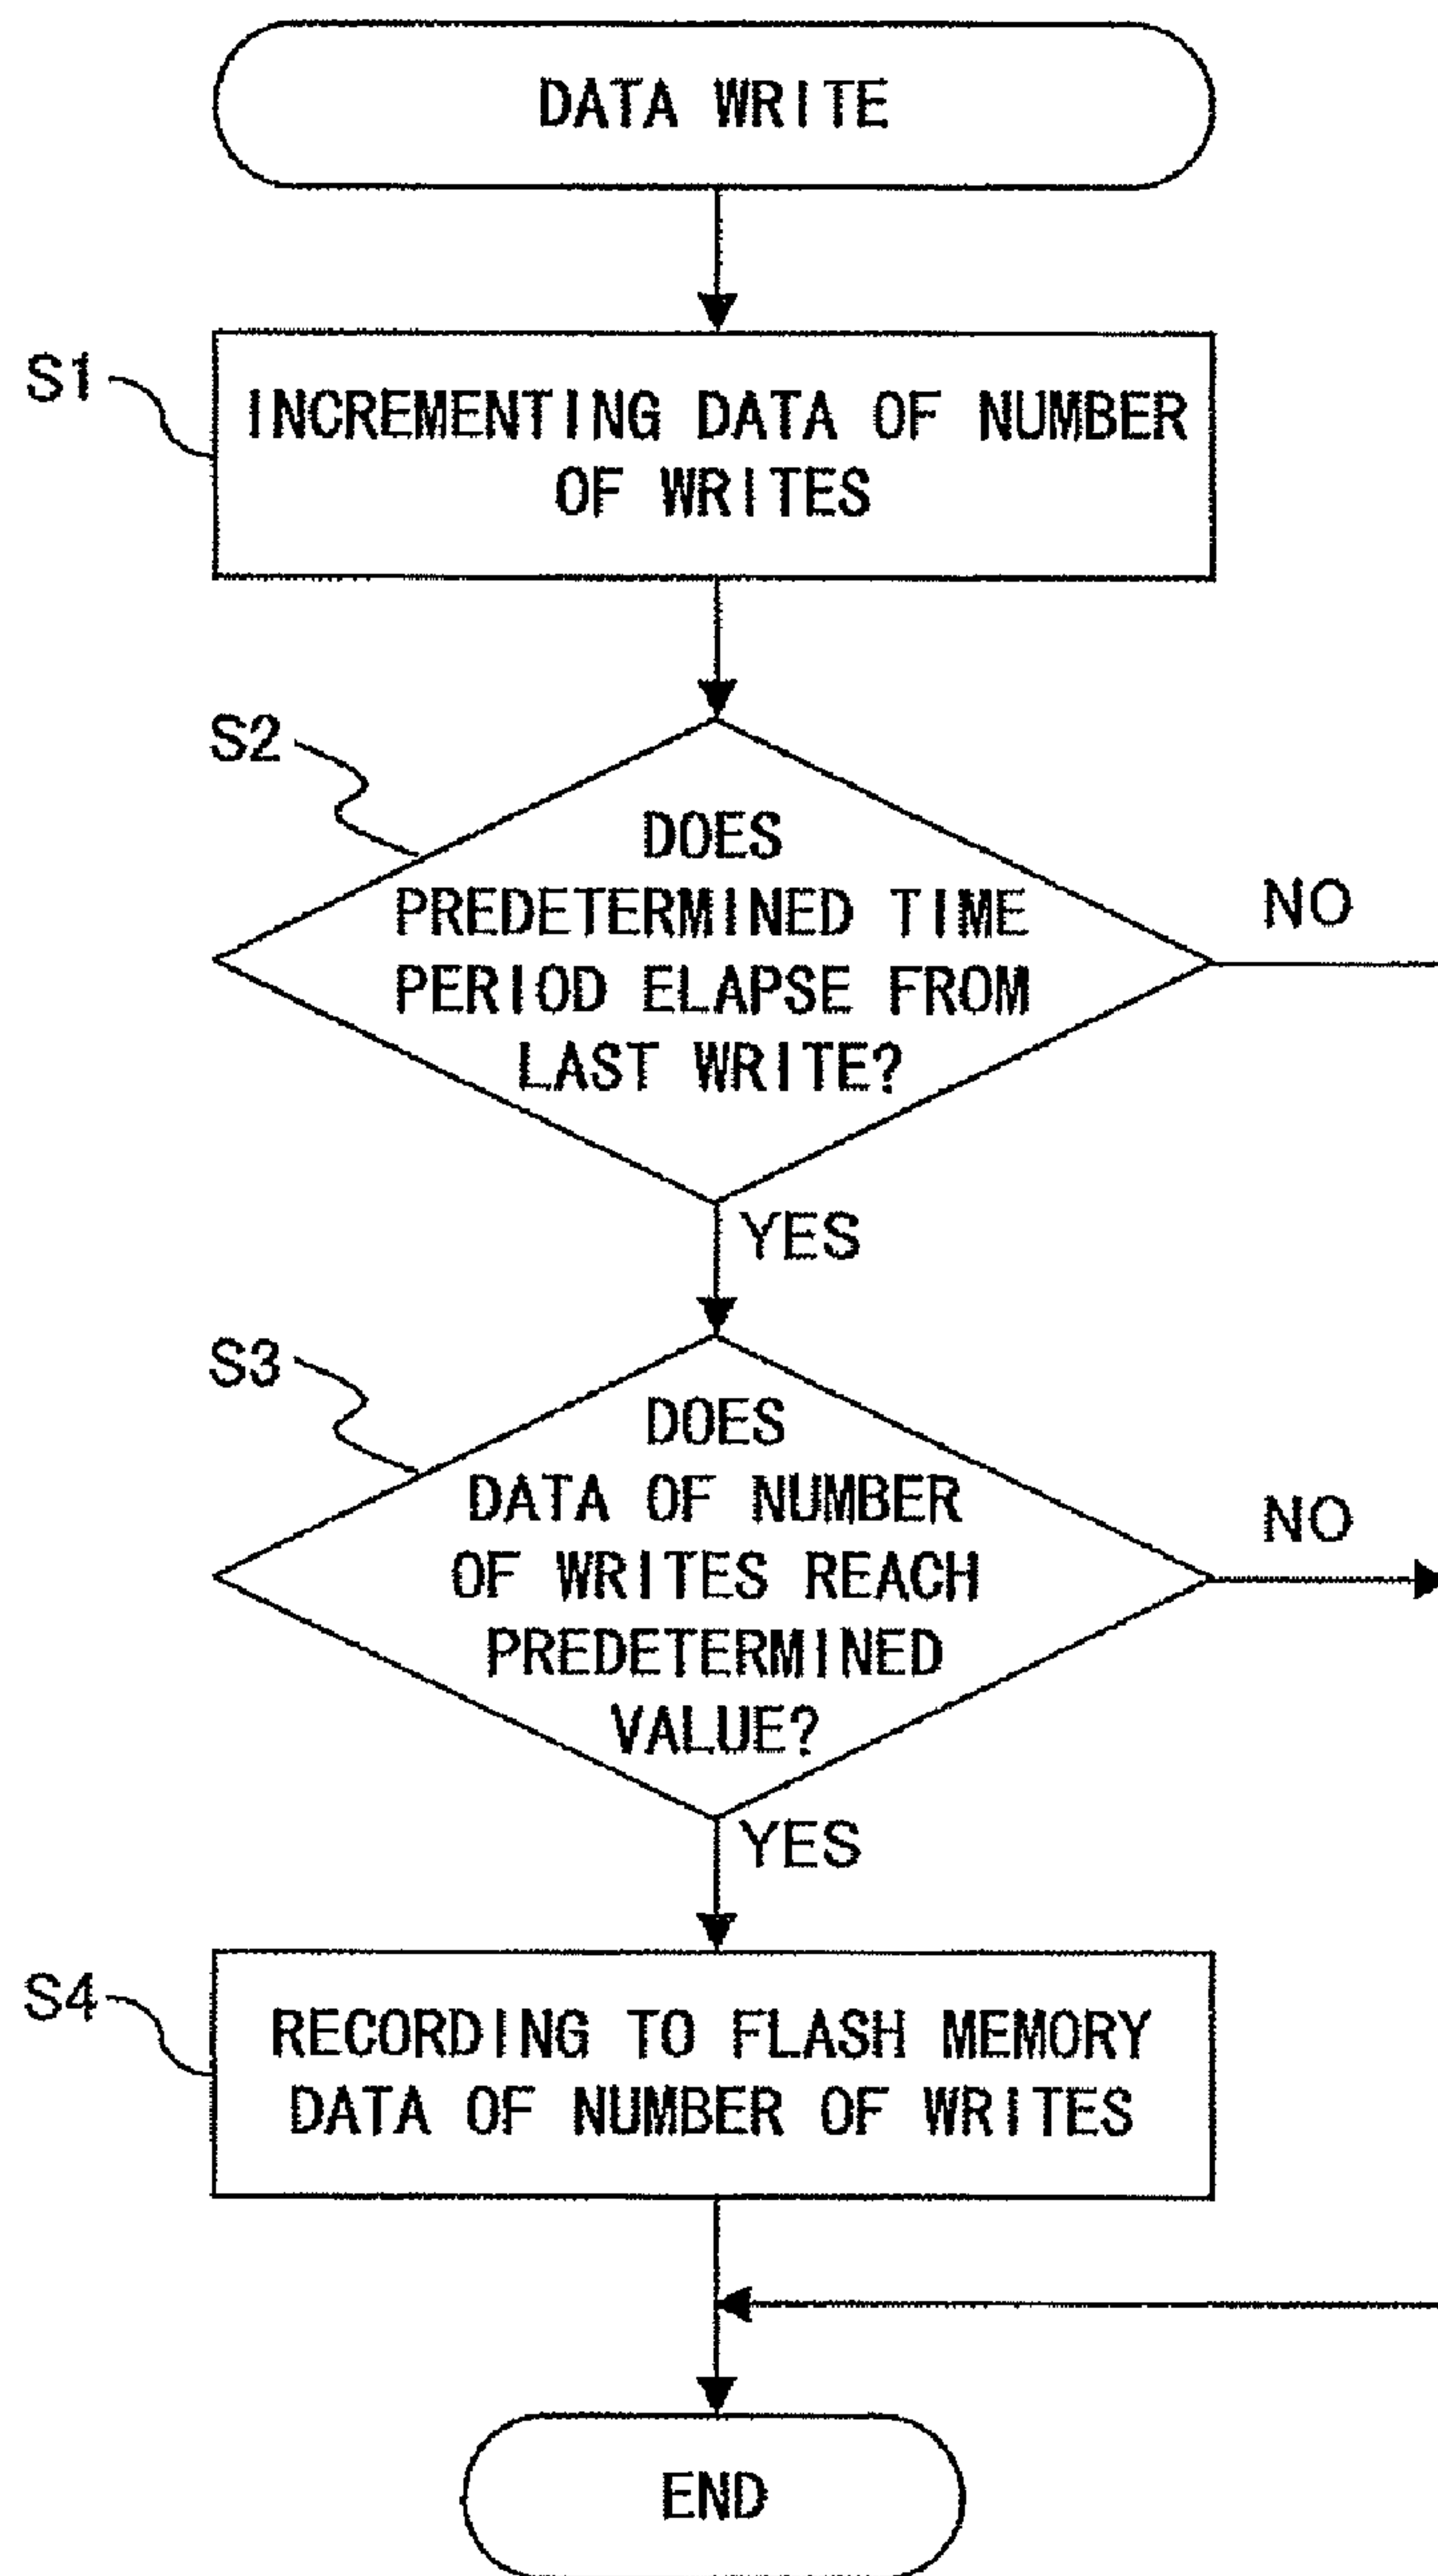 DATA WRITE
S1
INCREMENTING DATA OF NUMBER
OF WRITES
S2
DOES
PREDETERMINED TIME
PERIOD ELAPSE FROM
LAST WRITE?
NO
YES
S3
DOES
DATA OF NUMBER
OF WRITES REACH
PREDETERMINED
VALUE?
NO
YES
S4
RECORDING TO FLASH MEMORY
DATA OF NUMBER OF WRITES
END